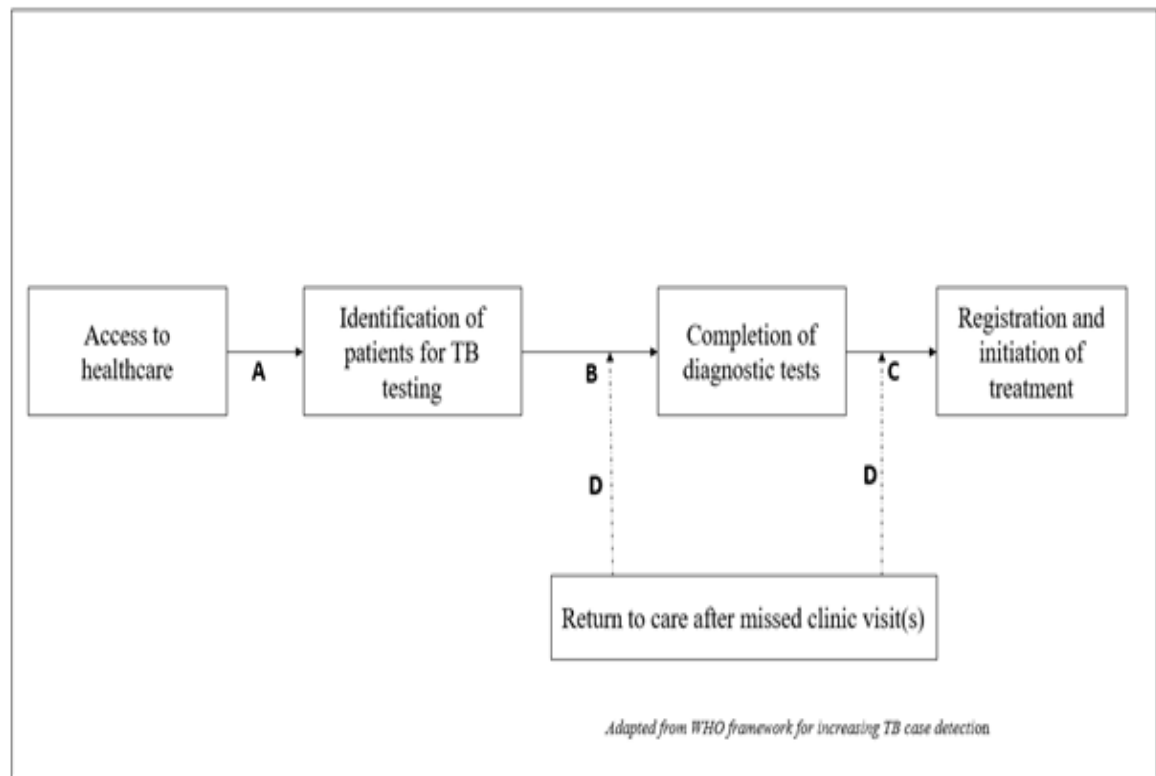 Access to
healthcare
A
Identification of
patients for TB
testing
B
Completion of
diagnostic tests
C
Registration and
initiation of
treatment
D
D
Return to care after missed clinic visit(s)
Adapted from WHO framework for increasing TB case detection